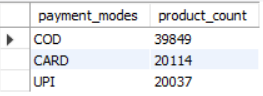 payment_modes product_count
COD 39849
CARD 20114
UPI 20037